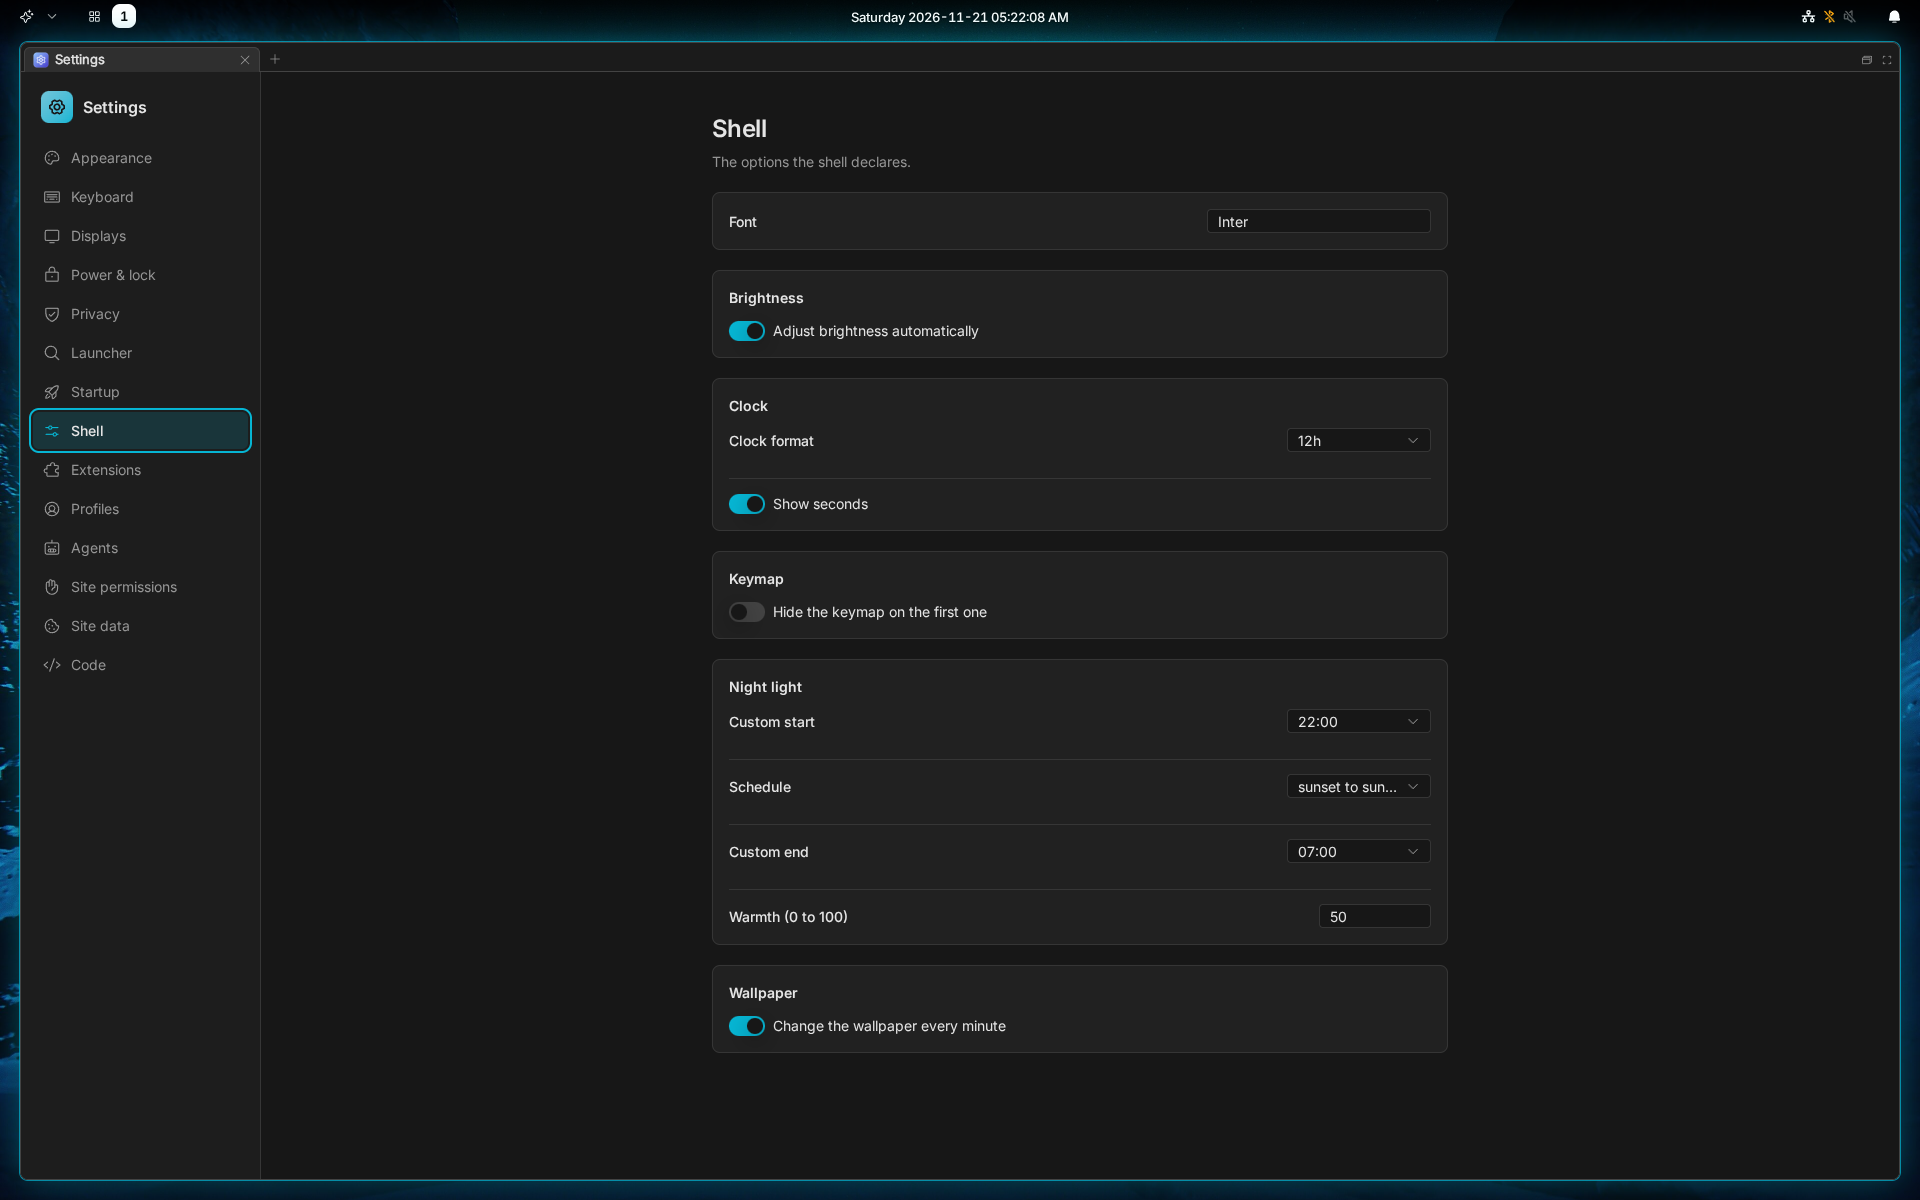 1
Saturday 2026-11-21 05:22:08 AM
Settings
Settings
Appearance
Keyboard
Displays
Power & lock
Privacy
Launcher
Startup
Shell
Extensions
Profiles
Agents
Site permissions
Site data
Code
Shell
The options the shell declares.
Font
Inter
Brightness
Adjust brightness automatically
Clock
Clock format
12h
Show seconds
Keymap
Hide the keymap on the first one
Night light
Custom start
22:00
Schedule
sunset to sun...
Custom end
07:00
Warmth (0 to 100)
50
Wallpaper
Change the wallpaper every minute